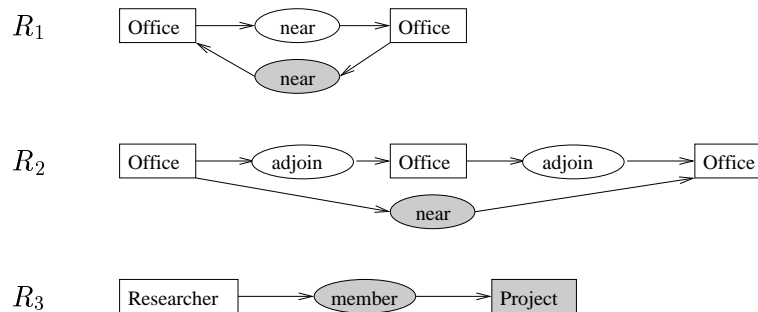 R1 Office near Office
near
R2 Office adjoin Office adjoin Office
near
R3 Researcher member Project